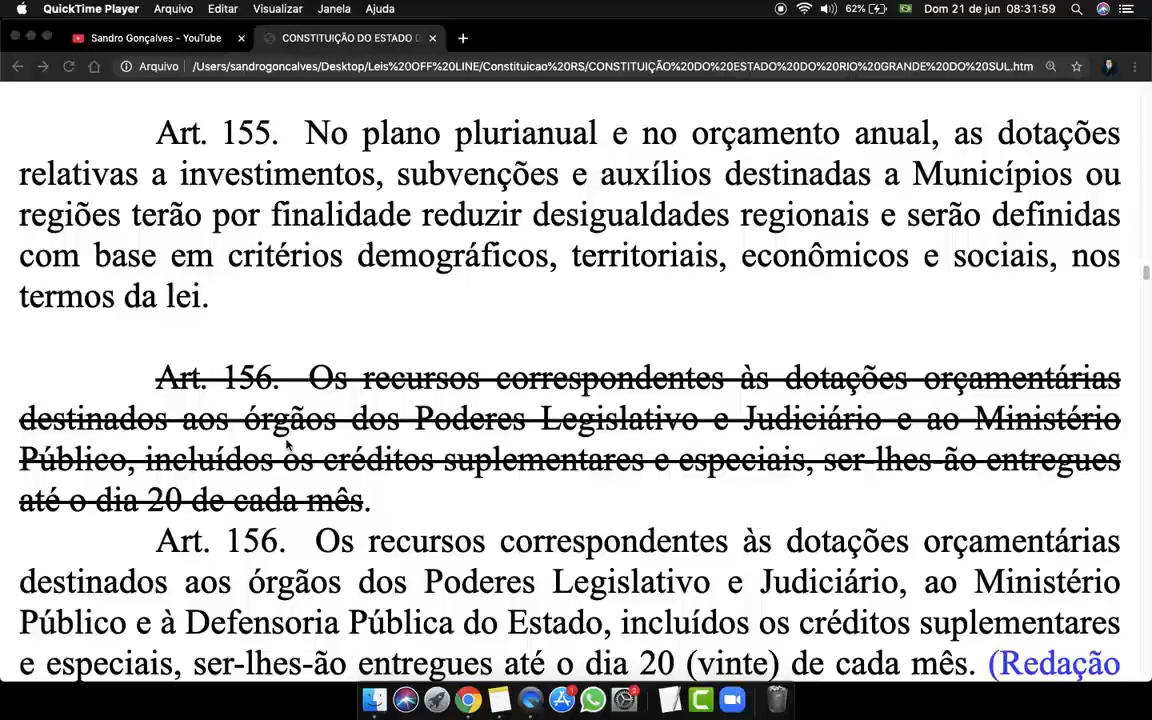 QuickTime Player Arquivo Editar Visualizar Janela Ajuda 62% Dom 21 de jun 08:31:59
Sandro Gonçalves - YouTube × CONSTITUIÇÃO DO ESTADO × +
Arquivo /Users/sandrogoncalves/Desktop/Leis%20OFF%20LINE/Constituicao%20RS/CONSTITUIÇÃO%20DO%20ESTADO%20DO%20RIO%20GRANDE%20DO%20SUL.htm
Art. 155. No plano plurianual e no orçamento anual, as dotações
relativas a investimentos, subvenções e auxílios destinadas a Municípios ou
regiões terão por finalidade reduzir desigualdades regionais e serão definidas
com base em critérios demográficos, territoriais, econômicos e sociais, nos
termos da lei.
Art. 156. Os recursos correspondentes às dotações orçamentárias
destinados aos órgãos dos Poderes Legislativo e Judiciário e ao Ministério
Público, incluídos os créditos suplementares e especiais, ser-lhes-ão entregues
até o dia 20 de cada mês.
Art. 156. Os recursos correspondentes às dotações orçamentárias
destinados aos órgãos dos Poderes Legislativo e Judiciário, ao Ministério
Público e à Defensoria Pública do Estado, incluídos os créditos suplementares
e especiais, ser-lhes-ão entregues até o dia 20 (vinte) de cada mês. (Redação